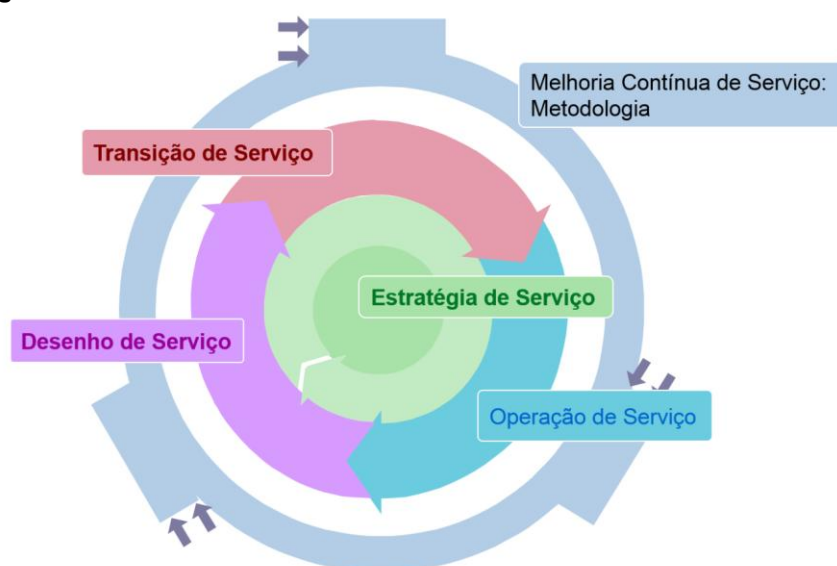 Melhoria Contínua de Serviço:
Metodologia
Transição de Serviço
Estratégia de Serviço
Desenho de Serviço
Operação de Serviço